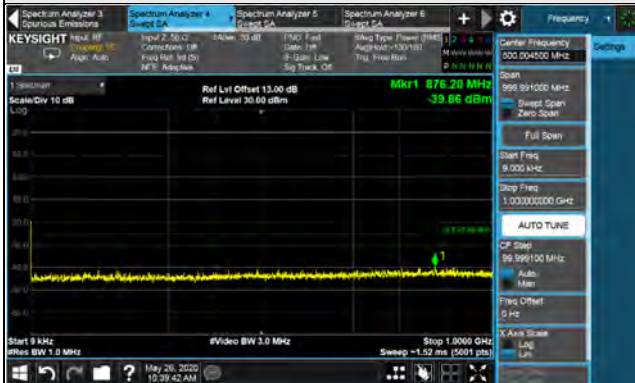 Spectrum Analyzer 3
Spurious Emissions
Spectrum Analyzer 4
Swept SA
Spectrum Analyzer 5
Swept SA
Spectrum Analyzer 6
Swept SA
+
Frequency
KEYSIGHT
Input: RF
Align: Auto
Input Z: 50 Ω
Corrections: Off
Freq Ref: Int (S)
NFE: Adaptive
PNO: Fast
Gate: Off
IF Gain: Low
Sig Track: Off
Avg Type: Power (RMS)
Avg|Hold: >100/100
Trig: Free Run
1 Spectrum
Scale/Div 10 dB
Log
Ref Lvl Offset 13.00 dB
Ref Level 30.00 dBm
Mkr1 876.20 MHz
-39.86 dBm
1
Start 9 kHz
#Res BW 1.0 MHz
#Video BW 3.0 MHz
Stop 1.0000 GHz
Sweep ~1.52 ms (5001 pts)
Center Frequency
500.004500 MHz
Settings
Span
999.991000 MHz
Swept Span
Zero Span
Full Span
Start Freq
9.000 kHz
Stop Freq
1.000000000 GHz
AUTO TUNE
CF Step
99.999100 MHz
Auto
Man
Freq Offset
0 Hz
X Axis Scale
Log
Lin
?
May 26, 2020
10:39:42 AM